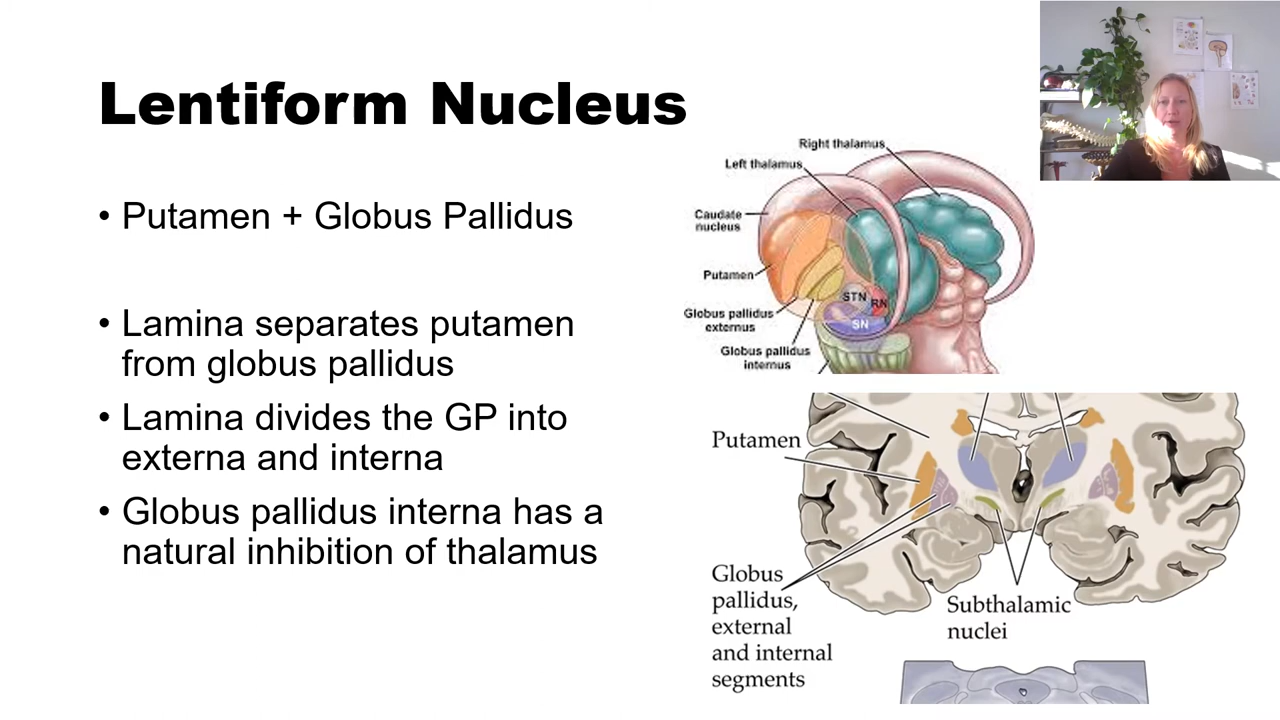 Lentiform Nucleus
• Putamen + Globus Pallidus
• Lamina separates putamen
from globus pallidus
• Lamina divides the GP into
externa and interna
• Globus pallidus interna has a
natural inhibition of thalamus
Right thalamus
Left thalamus
Caudate
nucleus
Putamen
Globus pallidus
externus
Globus pallidus
internus
STN
RN
SN
Putamen
Globus
pallidus,
external
and internal
segments
Subthalamic
nuclei